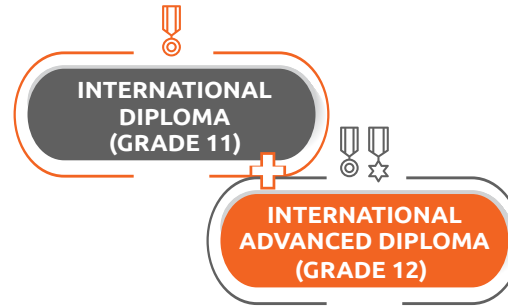 INTERNATIONAL
DIPLOMA
(GRADE 11)
INTERNATIONAL
ADVANCED DIPLOMA
(GRADE 12)